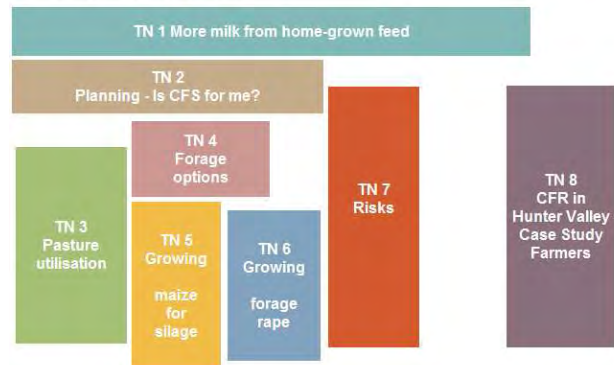 TN 1 More milk from home-grown feed
TN 2
Planning - Is CFS for me?
TN 3
Pasture
utilisation
TN 4
Forage
options
TN 5
Growing
maize
for
silage
TN 6
Growing
forage
rape
TN 7
Risks
TN 8
CFR in
Hunter Valley
Case Study
Farmers